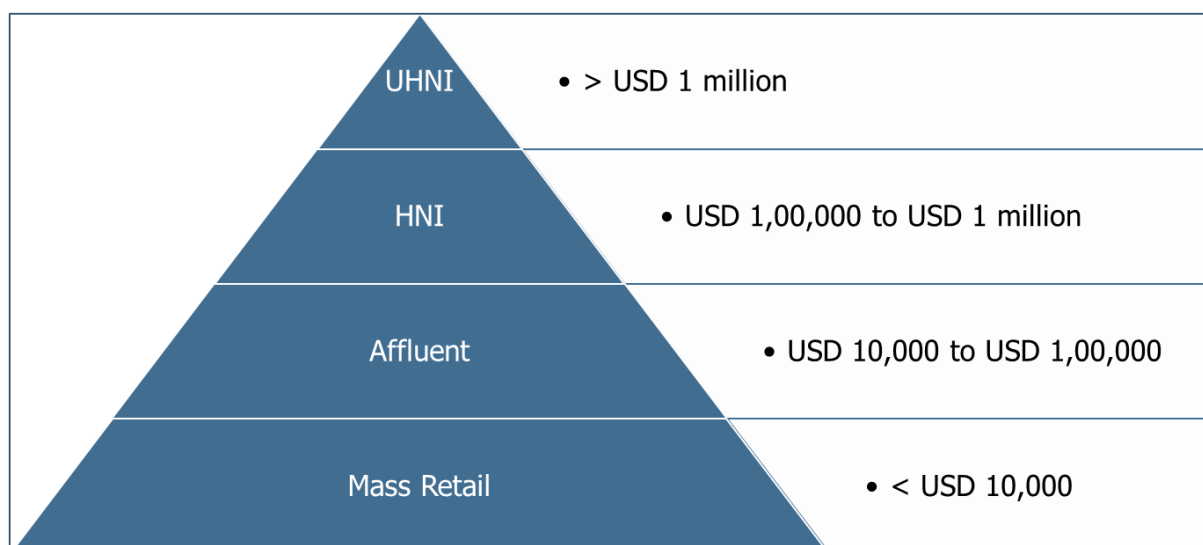 UHNI
• > USD 1 million
HNI
• USD 1,00,000 to USD 1 million
Affluent
• USD 10,000 to USD 1,00,000
Mass Retail
• < USD 10,000